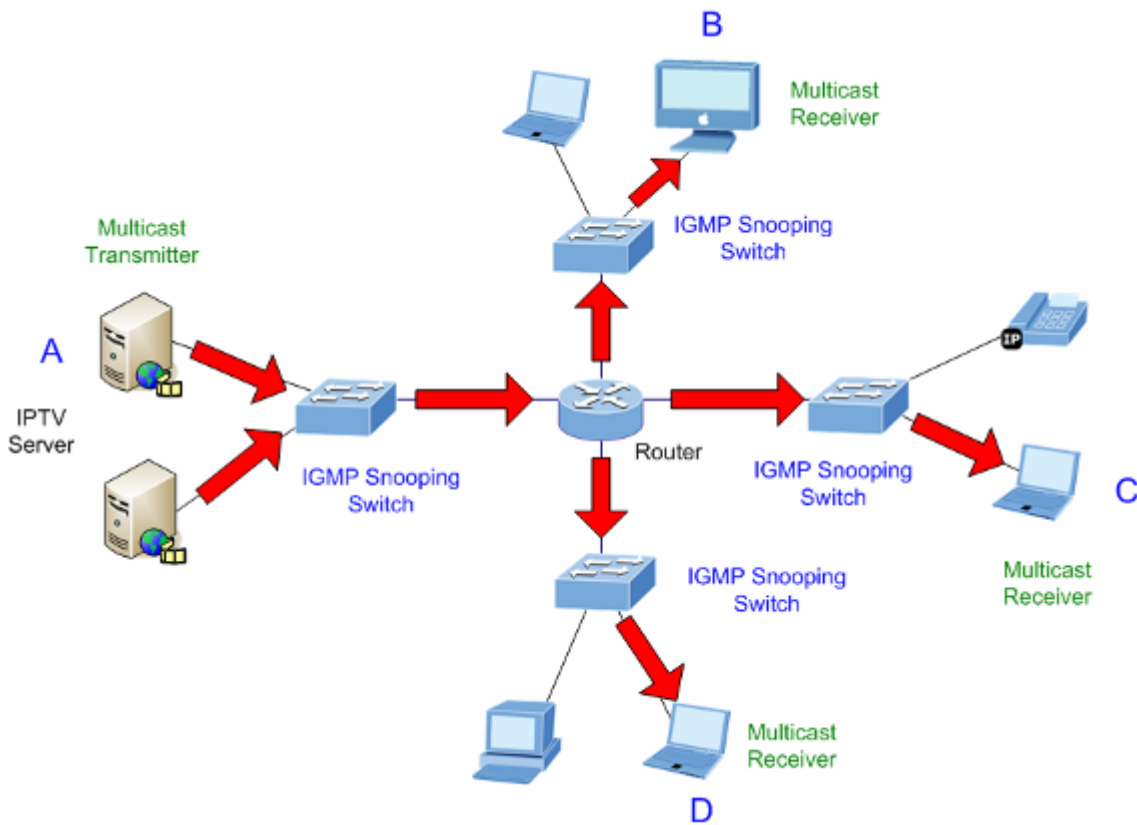 B
Multicast
Receiver
IGMP Snooping
Switch
Multicast
Transmitter
A
IPTV
Server
IGMP Snooping
Switch
Router
IP
IGMP Snooping
Switch
C
Multicast
Receiver
IGMP Snooping
Switch
Multicast
Receiver
D